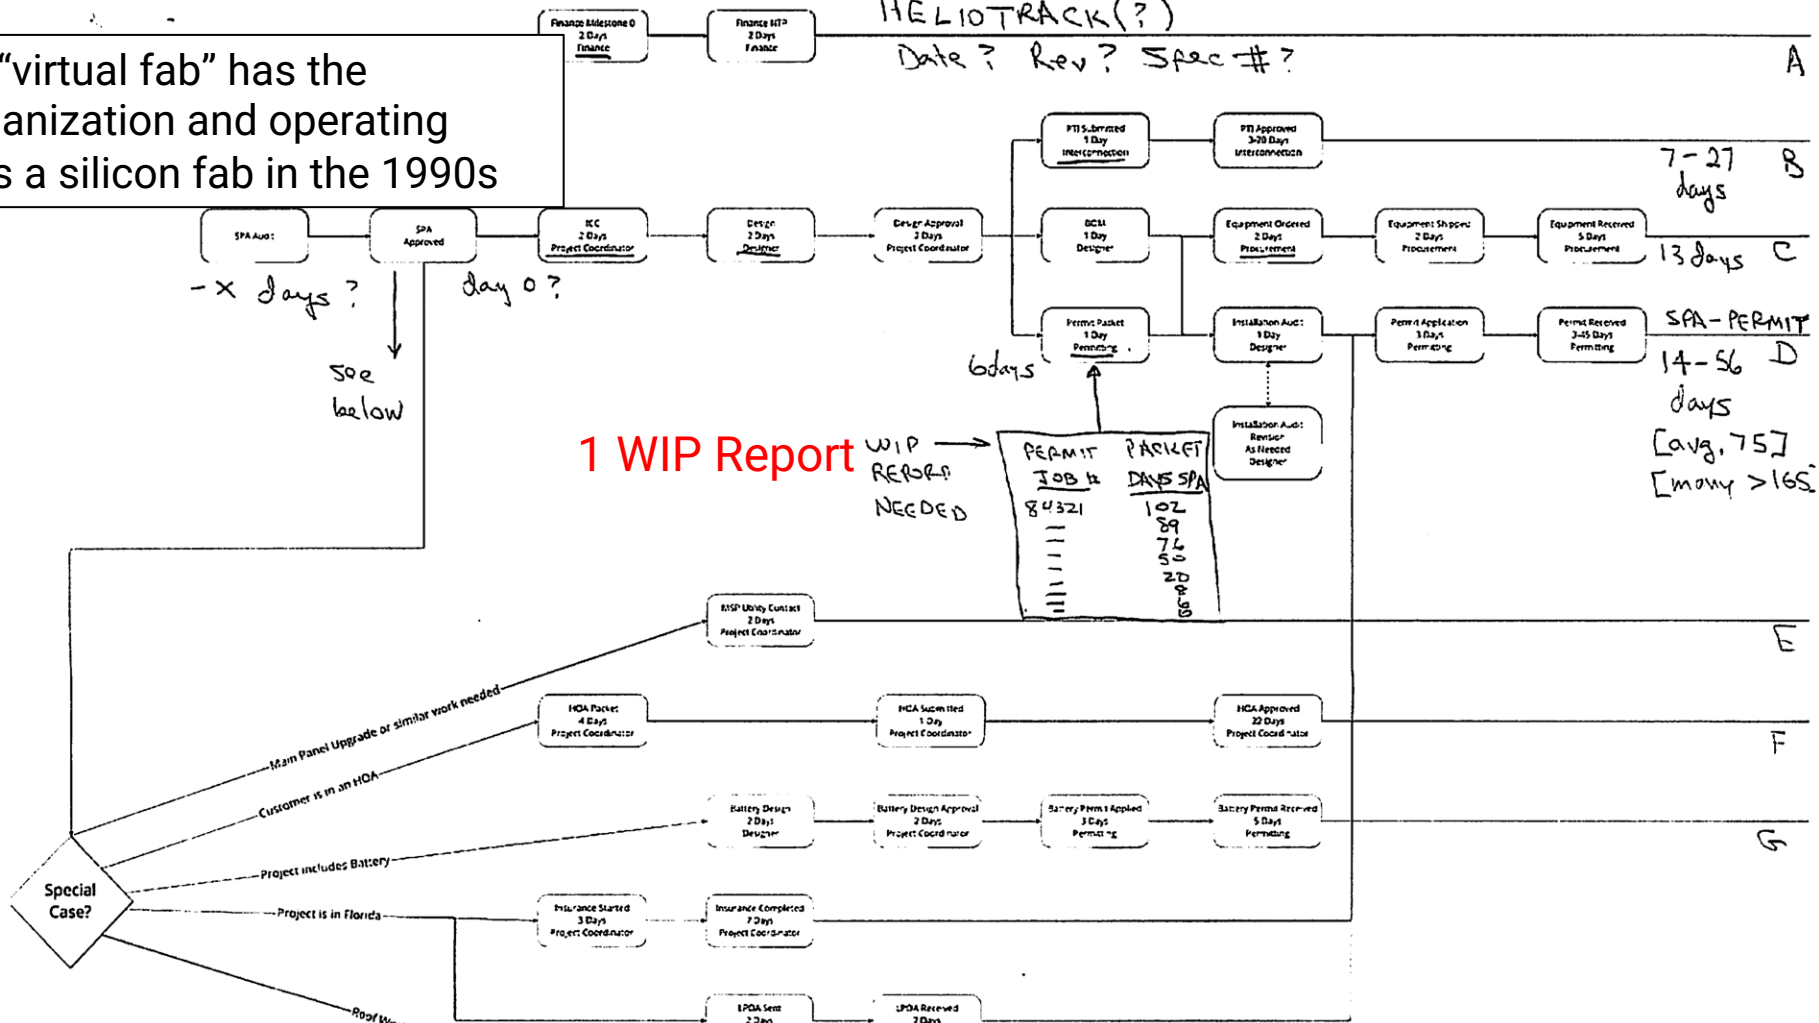 HELIOTRACK(?)
Date? Rev? Spec #?
A
Finance Milestone 0
2 Days
Finance
Finance NTP
2 Days
Finance
“virtual fab” has the
anization and operating
s a silicon fab in the 1990s
PTI Submitted
1 Day
Interconnection
PTI Approved
3-20 Days
Interconnection
7-27
days
B
SPA Audit
SPA
Approved
ICC
2 Days
Project Coordinator
Design
2 Days
Designer
Design Approval
2 Days
Project Coordinator
BOM
1 Day
Designer
Equipment Ordered
2 Days
Procurement
Equipment Shipped
2 Days
Procurement
Equipment Received
5 Days
Procurement
13 days
C
-x days?
day 0?
see
below
Permit Packet
1 Day
Permitting
Installation Audit
1 Day
Designer
Permit Application
3 Days
Permitting
Permit Received
3-45 Days
Permitting
SPA-PERMIT
D
6 days
14-56
days
[avg. 75]
[many >165]
Installation Audit
Revision
As Needed
Designer
1 WIP Report
WIP
REPORT
NEEDED
PERMIT PACKET
JOB # DAYS SPA
84321 102
89
76
50
20
MSP Utility Contact
2 Days
Project Coordinator
E
Main Panel Upgrade or similar work needed
HOA Packet
4 Days
Project Coordinator
HOA Submitted
1 Day
Project Coordinator
HOA Approved
22 Days
Project Coordinator
F
Customer is in an HOA
Battery Design
2 Days
Designer
Battery Design Approval
2 Days
Project Coordinator
Battery Permit Applied
3 Days
Permitting
Battery Permit Received
5 Days
Permitting
G
Project includes Battery
Special
Case?
Project is in Florida
Insurance Started
3 Days
Project Coordinator
Insurance Completed
7 Days
Project Coordinator
Roof W
LPOA Sent
2 Days
LPOA Received
7 Days